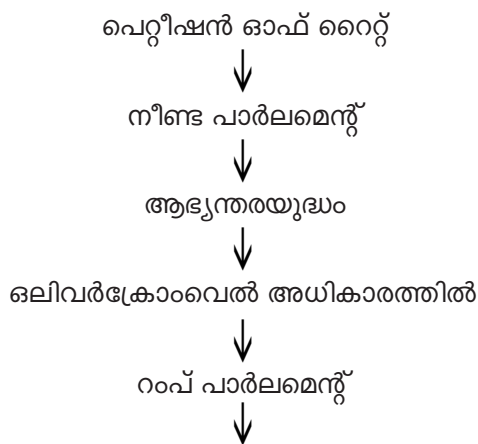 പെറ്റീഷൻ ഓഫ് റൈറ്റ്
നീണ്ട പാർലമെന്റ്
ആഭ്യന്തരയുദ്ധം
ഒലിവർക്രോംവെൽ അധികാരത്തിൽ
റംപ് പാർലമെന്റ്